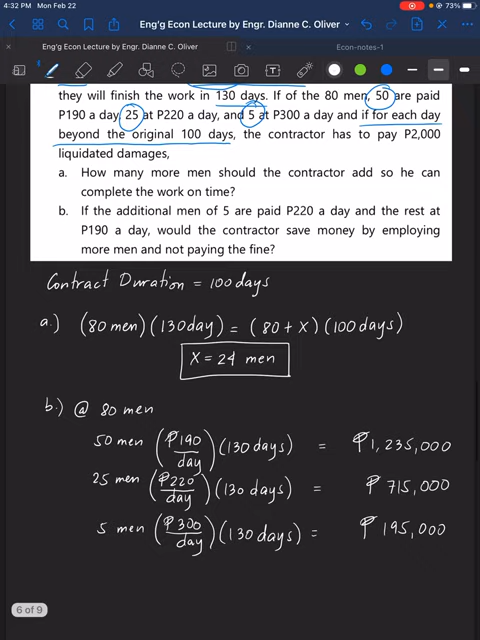 4:32 PM Mon Feb 22
73%
Eng'g Econ Lecture by Engr. Dianne C. Oliver
Eng'g Econ Lecture by Engr. Dianne C. Oliver
Econ-notes-1
they will finish the work in 130 days. If of the 80 men, 50 are paid
P190 a day, 25 at P220 a day, and 5 at P300 a day and if for each day
beyond the original 100 days, the contractor has to pay P2,000
liquidated damages,
a. How many more men should the contractor add so he can
complete the work on time?
b. If the additional men of 5 are paid P220 a day and the rest at
P190 a day, would the contractor save money by employing
more men and not paying the fine?
Contract Duration = 100 days
a.) (80 men)(130 day) = (80 + X)(100 days)
X = 24 men
b.) @ 80 men
50 men (₱190/day)(130 days) = ₱1,235,000
25 men (₱220/day)(130 days) = ₱715,000
5 men (₱300/day)(130 days) = ₱195,000
6 of 9